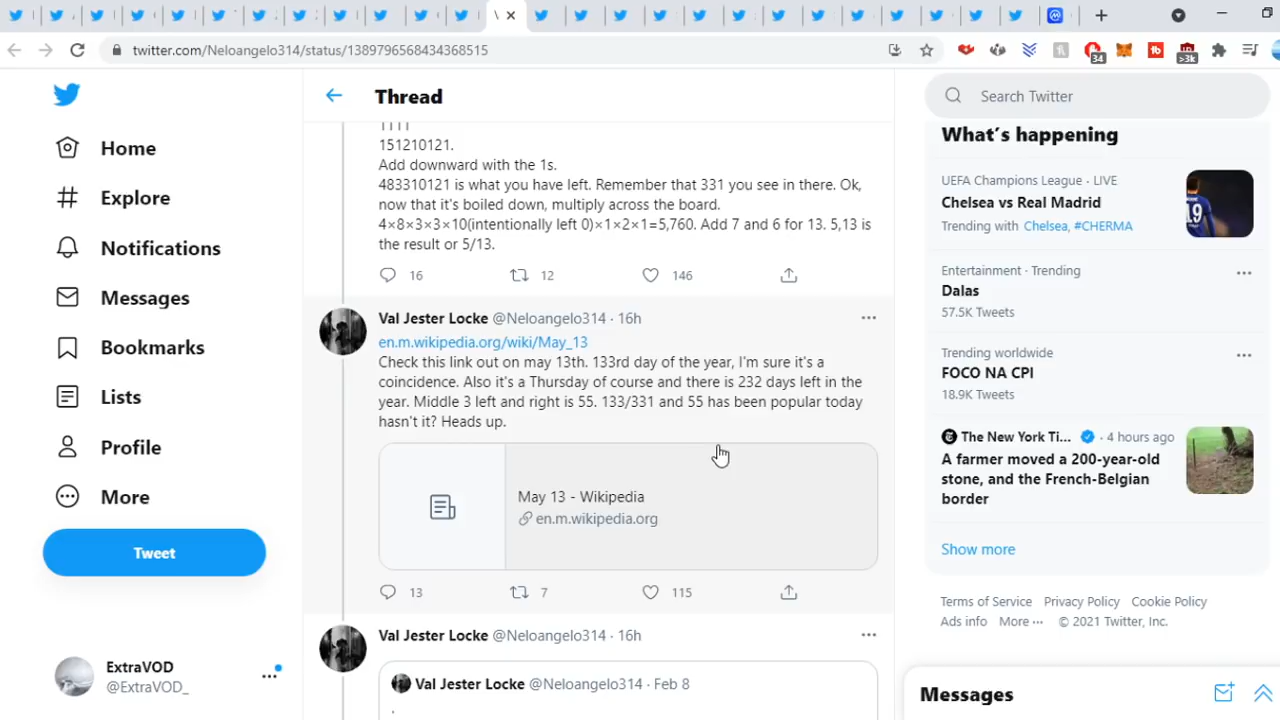 twitter.com/Neloangelo314/status/1389796568434368515
34
>3k
Home
Explore
Notifications
Messages
Bookmarks
Lists
Profile
More
Tweet
ExtraVOD
@ExtraVOD_
Thread
1111
151210121.
Add downward with the 1s.
483310121 is what you have left. Remember that 331 you see in there. Ok,
now that it's boiled down, multiply across the board.
4×8×3×3×10(intentionally left 0)×1×2×1=5,760. Add 7 and 6 for 13. 5,13 is
the result or 5/13.
16 12 146
Val Jester Locke @Neloangelo314 · 16h
en.m.wikipedia.org/wiki/May_13
Check this link out on may 13th. 133rd day of the year, I'm sure it's a
coincidence. Also it's a Thursday of course and there is 232 days left in the
year. Middle 3 left and right is 55. 133/331 and 55 has been popular today
hasn't it? Heads up.
May 13 - Wikipedia
en.m.wikipedia.org
13 7 115
Val Jester Locke @Neloangelo314 · 16h
Val Jester Locke @Neloangelo314 · Feb 8
.
Search Twitter
What's happening
UEFA Champions League · LIVE
Chelsea vs Real Madrid
Trending with Chelsea, #CHERMA
19
Entertainment · Trending
Dalas
57.5K Tweets
Trending worldwide
FOCO NA CPI
18.9K Tweets
The New York Ti... · 4 hours ago
A farmer moved a 200-year-old
stone, and the French-Belgian
border
Show more
Terms of Service Privacy Policy Cookie Policy
Ads info More ··· © 2021 Twitter, Inc.
Messages